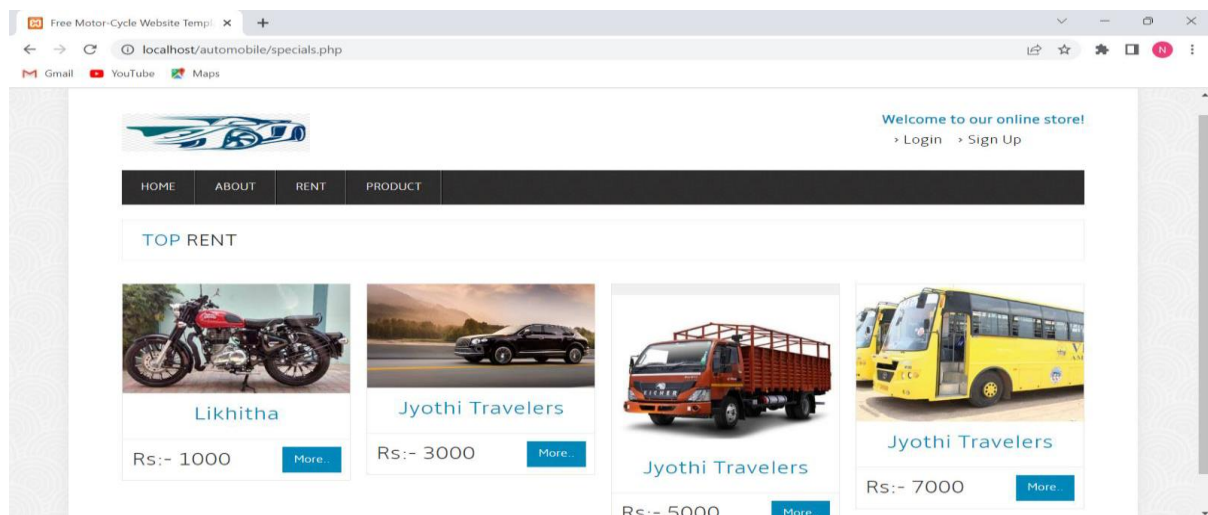 Free Motor-Cycle Website Templ
localhost/automobile/specials.php
N
Gmail YouTube Maps
Welcome to our online store!
› Login › Sign Up
HOME ABOUT RENT PRODUCT
TOP RENT
EICHER
Likhitha
Jyothi Travelers
Jyothi Travelers
Jyothi Travelers
Rs:- 1000 More..
Rs:- 3000 More..
Rs:- 5000 More..
Rs:- 7000 More..